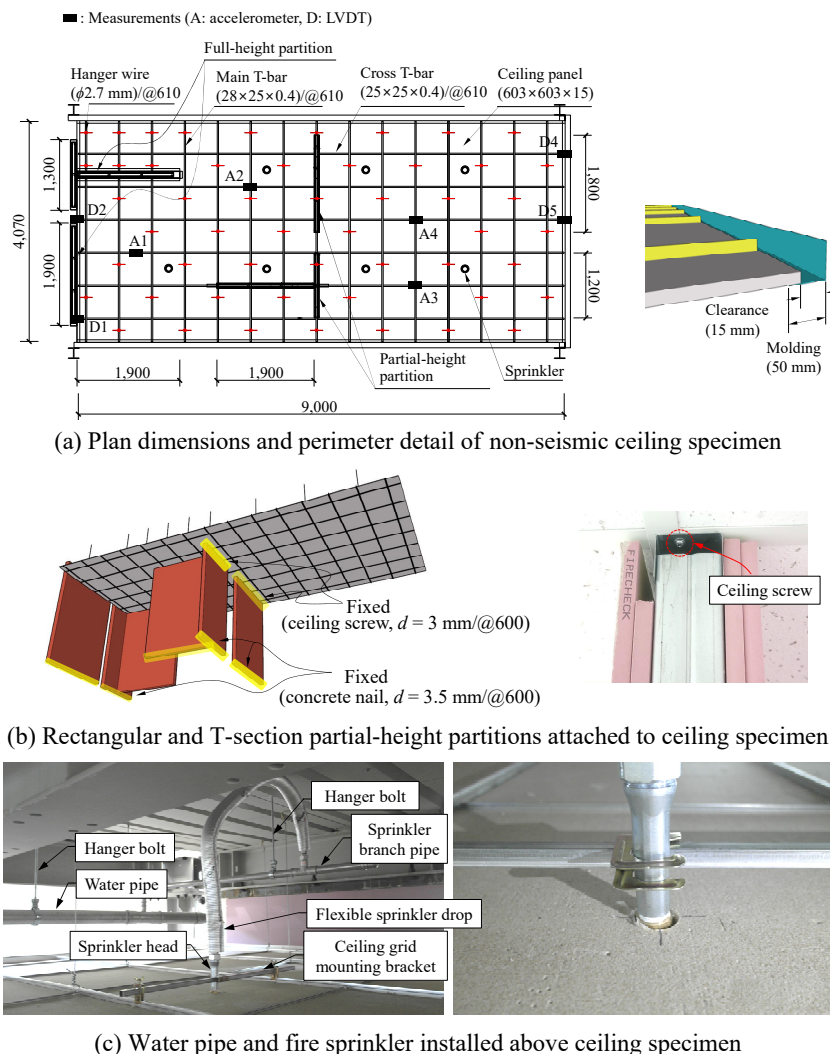 : Measurements (A: accelerometer, D: LVDT)
Full-height partition
Hanger wire
(ϕ2.7 mm)/@610
Main T-bar
(28×25×0.4)/@610
Cross T-bar
(25×25×0.4)/@610
Ceiling panel
(603×603×15)
D4
1,300
A2
1,800
4,070
D2
D5
A4
A1
1,900
A3
1,200
Clearance
(15 mm)
D1
Molding
(50 mm)
Partial-height
partition
Sprinkler
1,900
1,900
9,000
(a) Plan dimensions and perimeter detail of non-seismic ceiling specimen
FIRECHECK
Ceiling screw
Fixed
(ceiling screw, d = 3 mm/@600)
Fixed
(concrete nail, d = 3.5 mm/@600)
(b) Rectangular and T-section partial-height partitions attached to ceiling specimen
Hanger bolt
Sprinkler
branch pipe
Hanger bolt
Water pipe
Flexible sprinkler drop
Sprinkler head
Ceiling grid
mounting bracket
(c) Water pipe and fire sprinkler installed above ceiling specimen